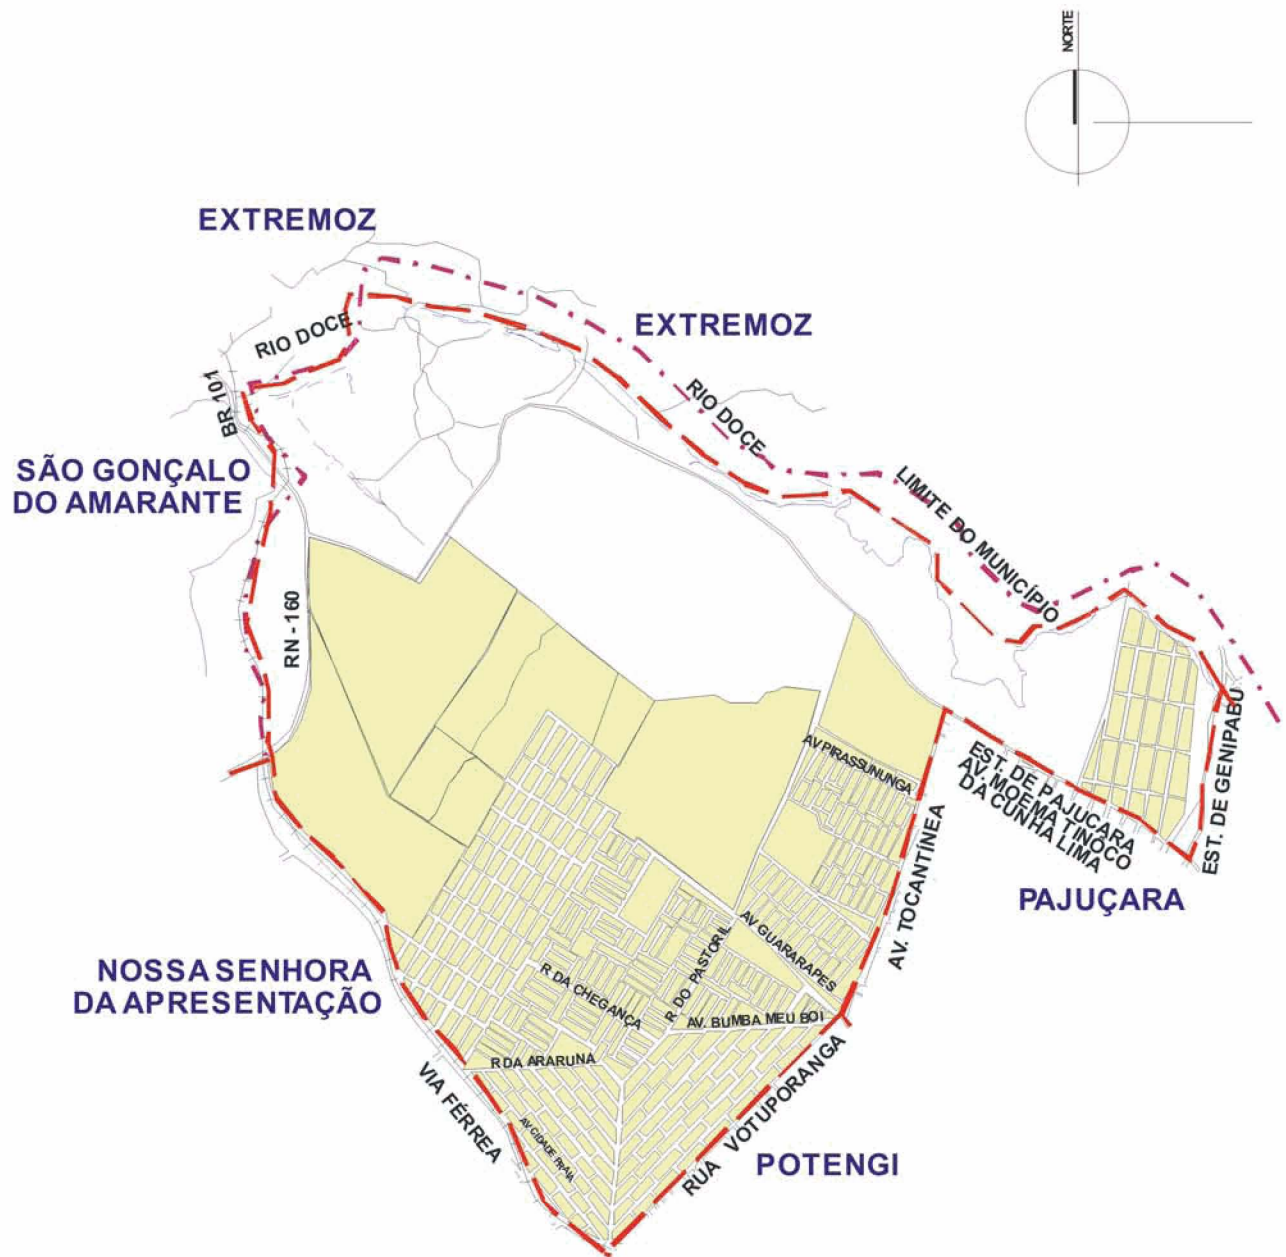 NORTE
EXTREMOZ
EXTREMOZ
RIO DOCE
BR 101
RIO DOCE
SÃO GONÇALO
DO AMARANTE
LIMITE DO MUNICÍPIO
RN - 160
EST. DE GENIPABU
AV PIRASSUNUNGA
EST. DE PAJUCARA
AV. MOEMA TINÔCO
DA CUNHA LIMA
AV. TOCANTÍNEA
PAJUÇARA
NOSSA SENHORA
DA APRESENTAÇÃO
AV GUARARAPES
R. DO PASTORIL
R DA CHEGANÇA
AV. BUMBA MEU BOI
R DA ARARUNA
VIA FÉRREA
AV CIDADE PRAIA
RUA VOTUPORANGA
POTENGI